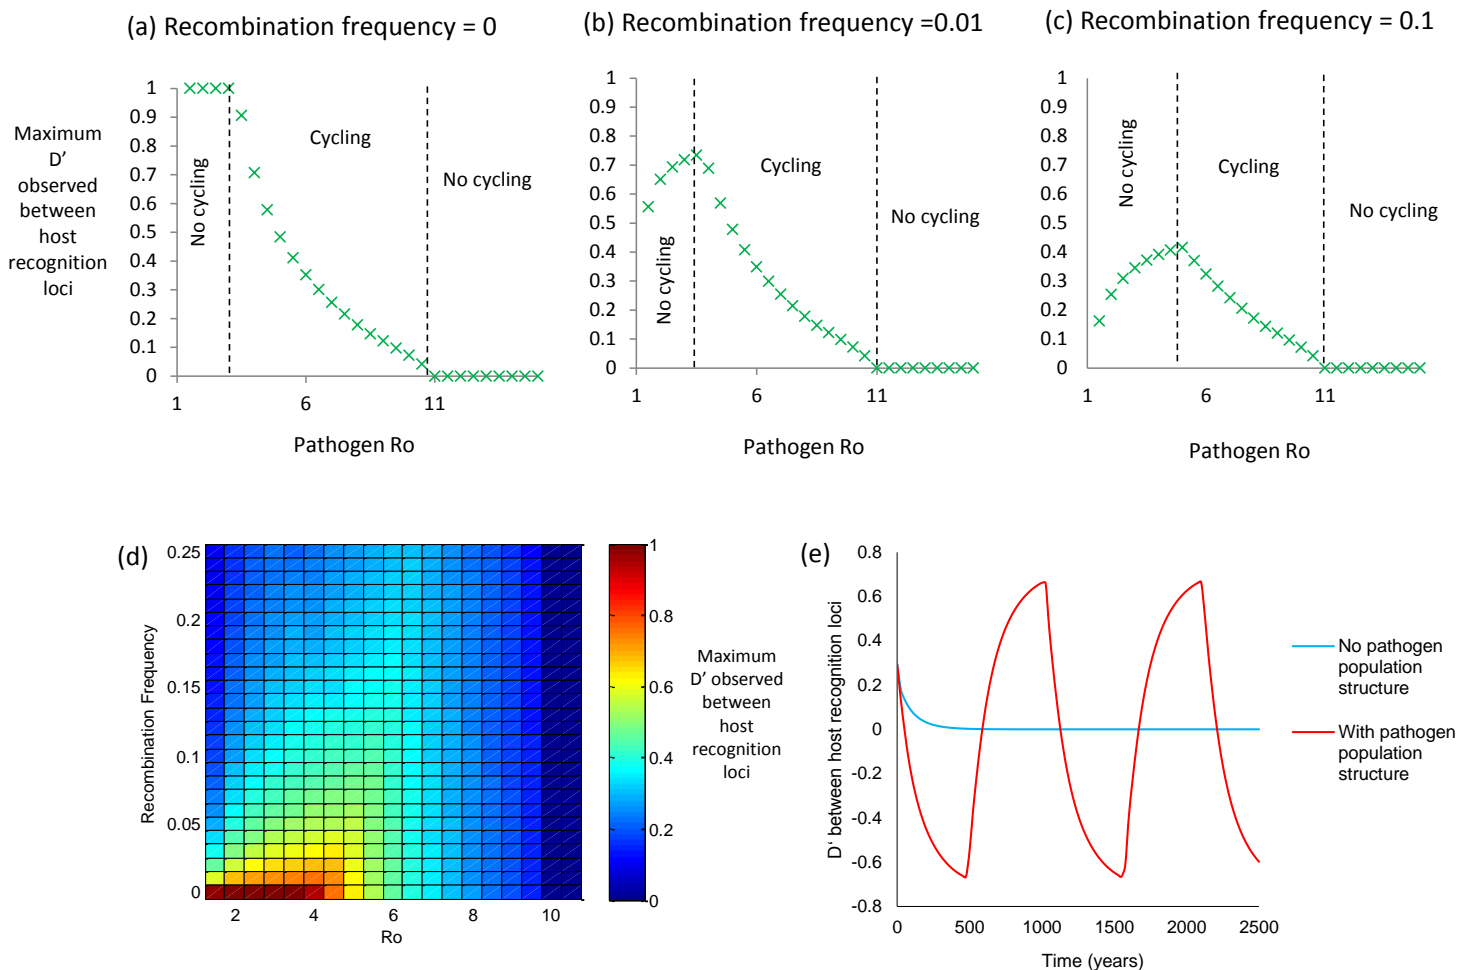 (a) Recombination frequency = 0
(b) Recombination frequency =0.01
(c) Recombination frequency = 0.1
Maximum
D'
observed
between
host
recognition
loci
1
0.9
0.8
0.7
0.6
0.5
0.4
0.3
0.2
0.1
0
No cycling
Cycling
No cycling
1
6
11
Pathogen Ro
1
0.9
0.8
0.7
0.6
0.5
0.4
0.3
0.2
0.1
0
No cycling
Cycling
No cycling
1
6
11
Pathogen Ro
1
0.9
0.8
0.7
0.6
0.5
0.4
0.3
0.2
0.1
0
No cycling
Cycling
No cycling
1
6
11
Pathogen Ro
(d)
Recombination Frequency
0.25
0.2
0.15
0.1
0.05
0
2
4
6
8
10
Ro
1
0.8
0.6
0.4
0.2
0
Maximum
D' observed
between
host
recognition
loci
(e)
D' between host recognition loci
0.8
0.6
0.4
0.2
0
-0.2
-0.4
-0.6
-0.8
0
500
1000
1500
2000
2500
Time (years)
No pathogen
population
structure
With pathogen
population
structure